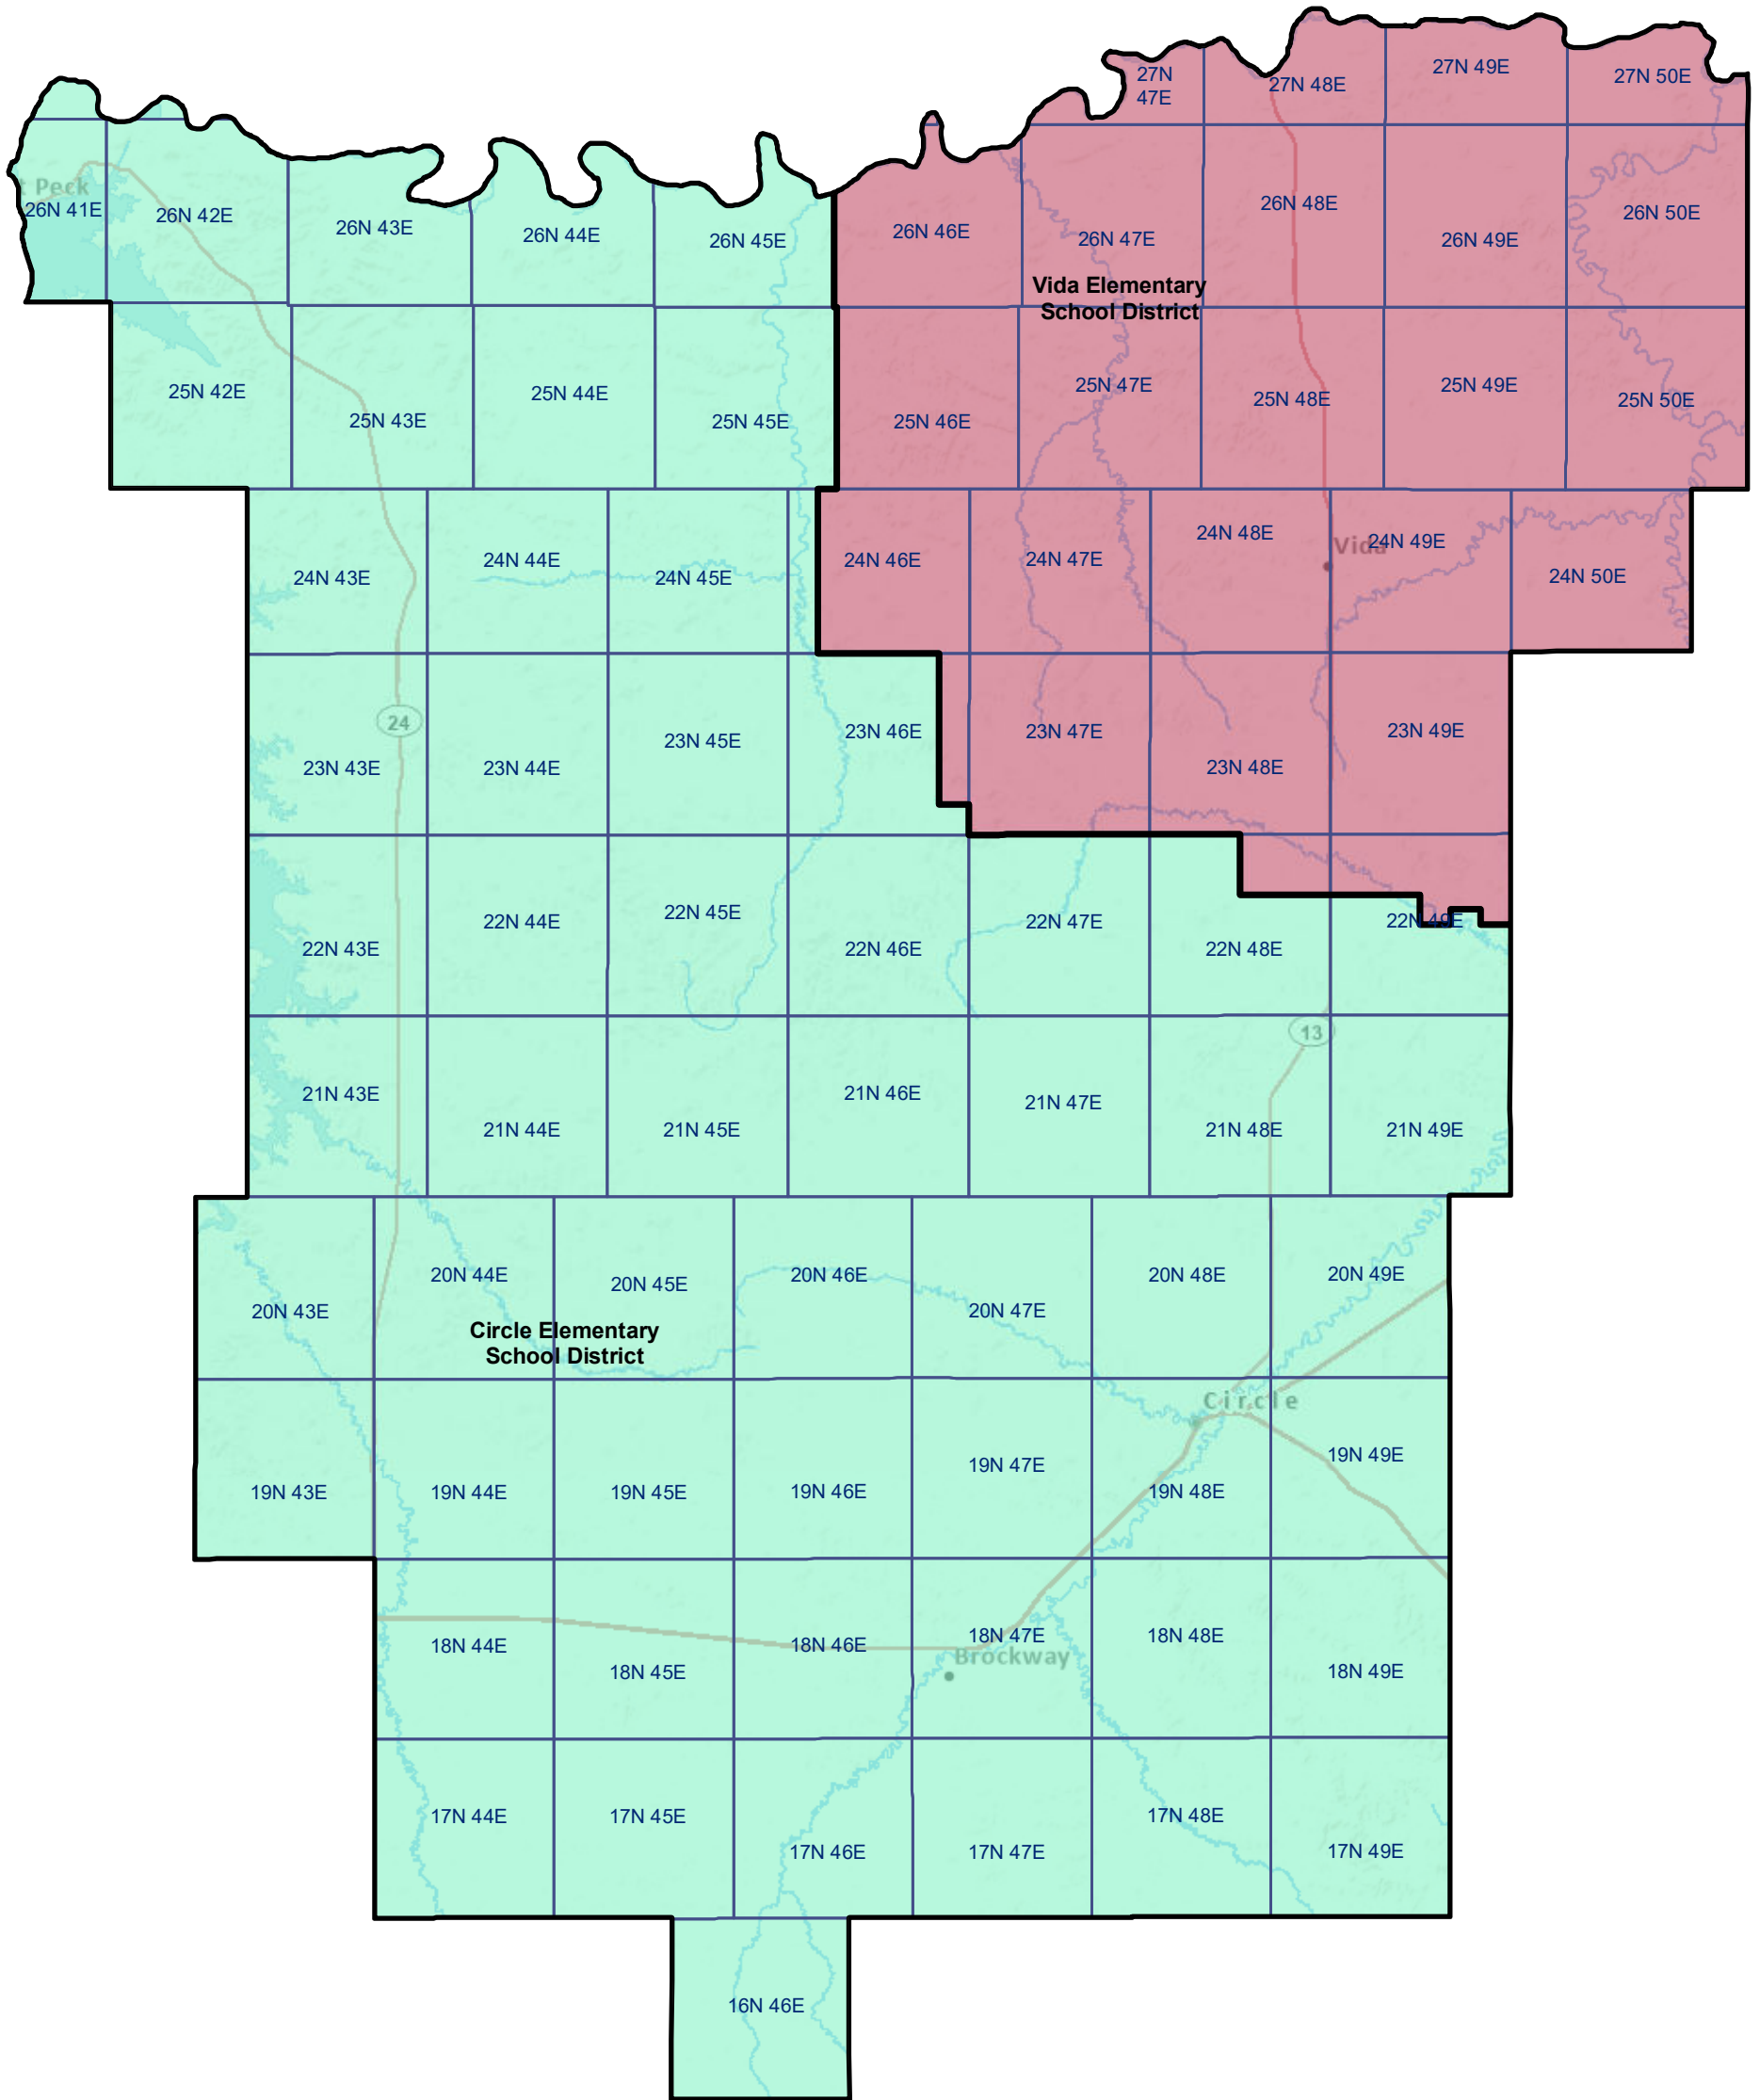 27N
47E
27N 48E
27N 49E
27N 50E
Peck
26N 41E
26N 42E
26N 43E
26N 44E
26N 45E
26N 46E
26N 47E
26N 48E
26N 49E
26N 50E
Vida Elementary
School District
25N 42E
25N 43E
25N 44E
25N 45E
25N 46E
25N 47E
25N 48E
25N 49E
25N 50E
24N 43E
24N 44E
24N 45E
24N 46E
24N 47E
24N 48E
Vida
24N 49E
24N 50E
24
23N 43E
23N 44E
23N 45E
23N 46E
23N 47E
23N 48E
23N 49E
22N 43E
22N 44E
22N 45E
22N 46E
22N 47E
22N 48E
22N 49E
13
21N 43E
21N 44E
21N 45E
21N 46E
21N 47E
21N 48E
21N 49E
20N 43E
20N 44E
20N 45E
20N 46E
20N 47E
20N 48E
20N 49E
Circle Elementary
School District
Circle
19N 43E
19N 44E
19N 45E
19N 46E
19N 47E
19N 48E
19N 49E
18N 44E
18N 45E
18N 46E
18N 47E
Brockway
18N 48E
18N 49E
17N 44E
17N 45E
17N 46E
17N 47E
17N 48E
17N 49E
16N 46E